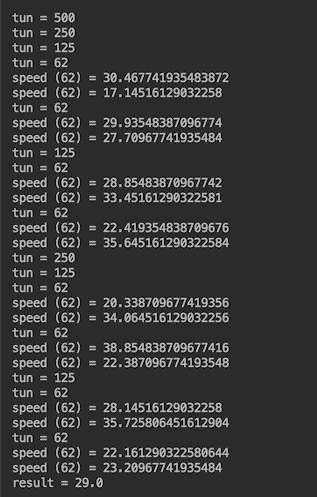 tun = 500
tun = 250
tun = 125
tun = 62
speed (62) = 30.467741935483872
speed (62) = 17.14516129032258
tun = 62
speed (62) = 29.93548387096774
speed (62) = 27.70967741935484
tun = 125
tun = 62
speed (62) = 28.85483870967742
speed (62) = 33.45161290322581
tun = 62
speed (62) = 22.419354838709676
speed (62) = 35.645161290322584
tun = 250
tun = 125
tun = 62
speed (62) = 20.338709677419356
speed (62) = 34.064516129032256
tun = 62
speed (62) = 38.854838709677416
speed (62) = 22.387096774193548
tun = 125
tun = 62
speed (62) = 28.14516129032258
speed (62) = 35.725806451612904
tun = 62
speed (62) = 22.161290322580644
speed (62) = 23.20967741935484
result = 29.0